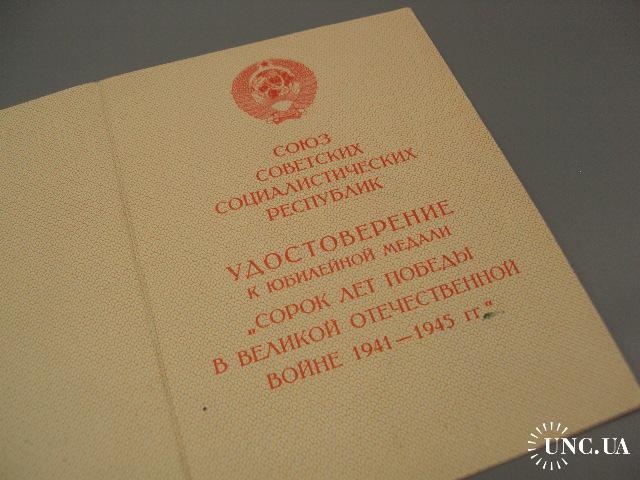 СОЮЗ
СОВЕТСКИХ
СОЦИАЛИСТИЧЕСКИХ
РЕСПУБЛИК
УДОСТОВЕРЕНИЕ
К ЮБИЛЕЙНОЙ МЕДАЛИ
„СОРОК ЛЕТ ПОБЕДЫ
В ВЕЛИКОЙ ОТЕЧЕСТВЕННОЙ
ВОЙНЕ 1941—1945 гг.“
UNC.UA